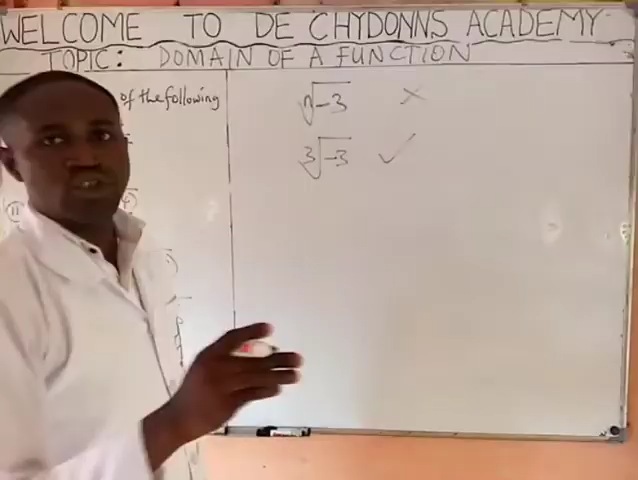 WELCOME TO DE CHYDONNS ACADEMY
TOPIC: DOMAIN OF A FUNCTION
of the following
√-3 ×
∛-3 ✓